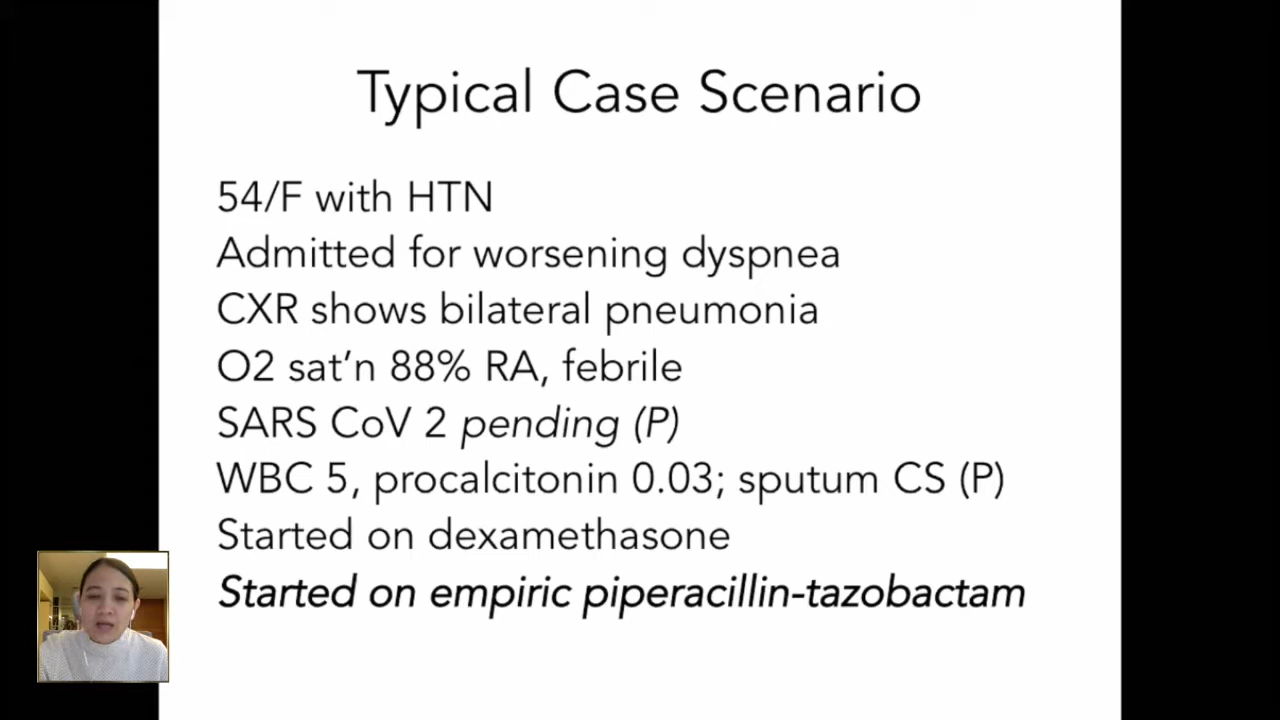 Typical Case Scenario
54/F with HTN
Admitted for worsening dyspnea
CXR shows bilateral pneumonia
O2 sat’n 88% RA, febrile
SARS CoV 2 pending (P)
WBC 5, procalcitonin 0.03; sputum CS (P)
Started on dexamethasone
Started on empiric piperacillin-tazobactam